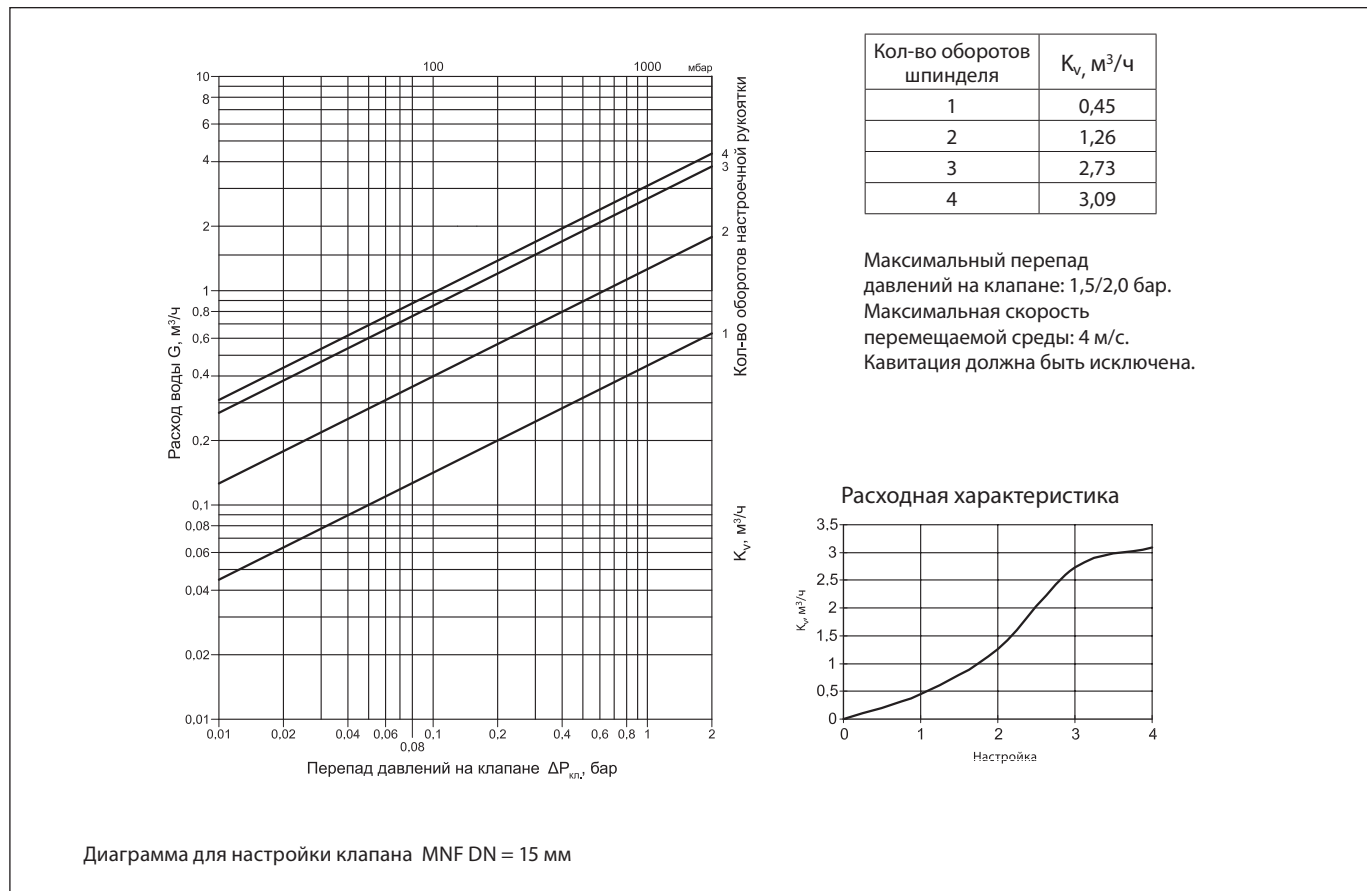 100
1000
мбар
10
8
6
4
2
1
0,8
0,6
0,4
0,2
0,1
0,08
0,06
0,04
0,02
0,01
Расход воды G, м³/ч
4
3
2
1
Кол-во оборотов настроечной рукоятки
Kᵥ, м³/ч
0,01
0,02
0,04
0,06
0,08
0,1
0,2
0,4
0,6
0,8
1
2
Перепад давлений на клапане ΔPкл., бар
Кол-во оборотов шпинделя
Kᵥ, м³/ч
1 0,45
2 1,26
3 2,73
4 3,09
Максимальный перепад
давлений на клапане: 1,5/2,0 бар.
Максимальная скорость
перемещаемой среды: 4 м/с.
Кавитация должна быть исключена.
Расходная характеристика
3.5
3
2,5
2
1.5
1
0,5
0
Kᵥ, м³/ч
0 1 2 3 4
Настройка
Диаграмма для настройки клапана MNF DN = 15 мм